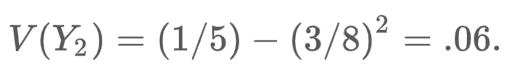 V(Y₂) = (1/5) − (3/8)² = .06.